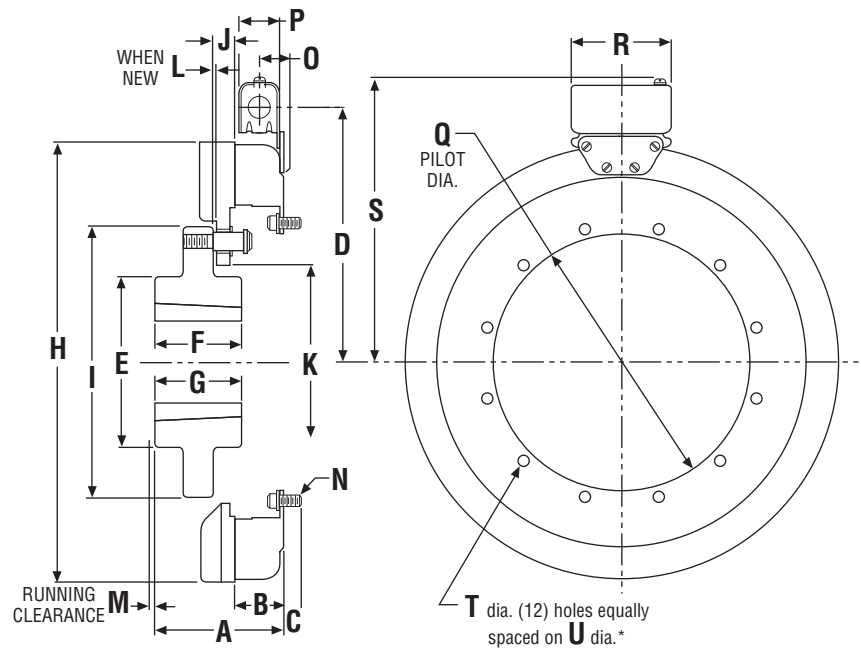 P
R
J
WHEN
NEW
L
O
Q
PILOT
DIA.
S
D
H
I
E
F
G
K
N
RUNNING
CLEARANCE
M
B
C
A
T dia. (12) holes equally
spaced on U dia.*